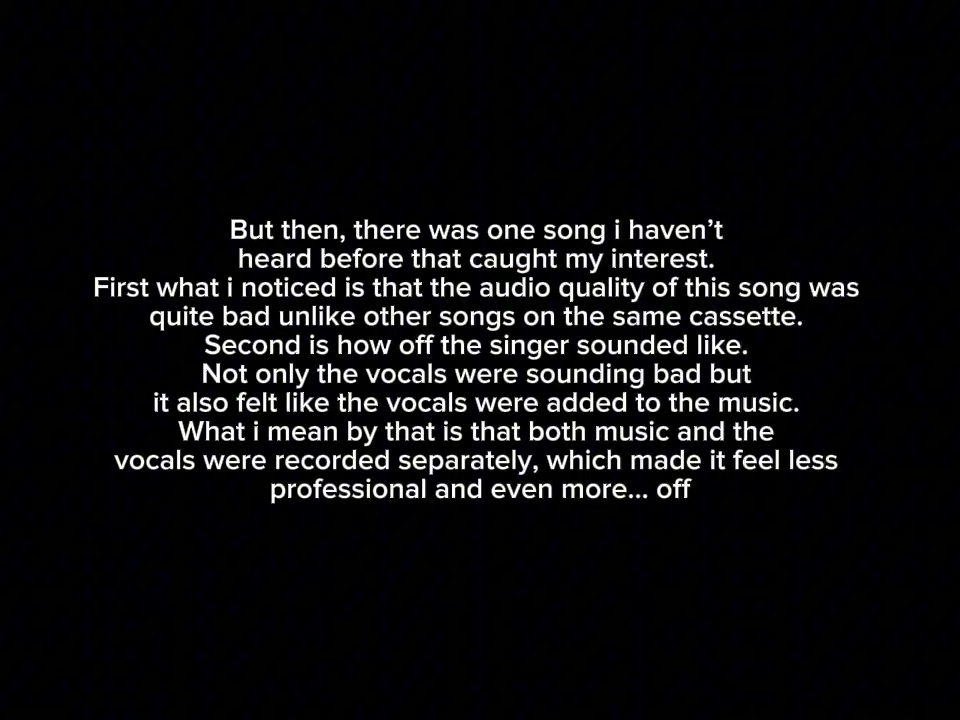 But then, there was one song i haven’t
heard before that caught my interest.
First what i noticed is that the audio quality of this song was
quite bad unlike other songs on the same cassette.
Second is how off the singer sounded like.
Not only the vocals were sounding bad but
it also felt like the vocals were added to the music.
What i mean by that is that both music and the
vocals were recorded separately, which made it feel less
professional and even more... off